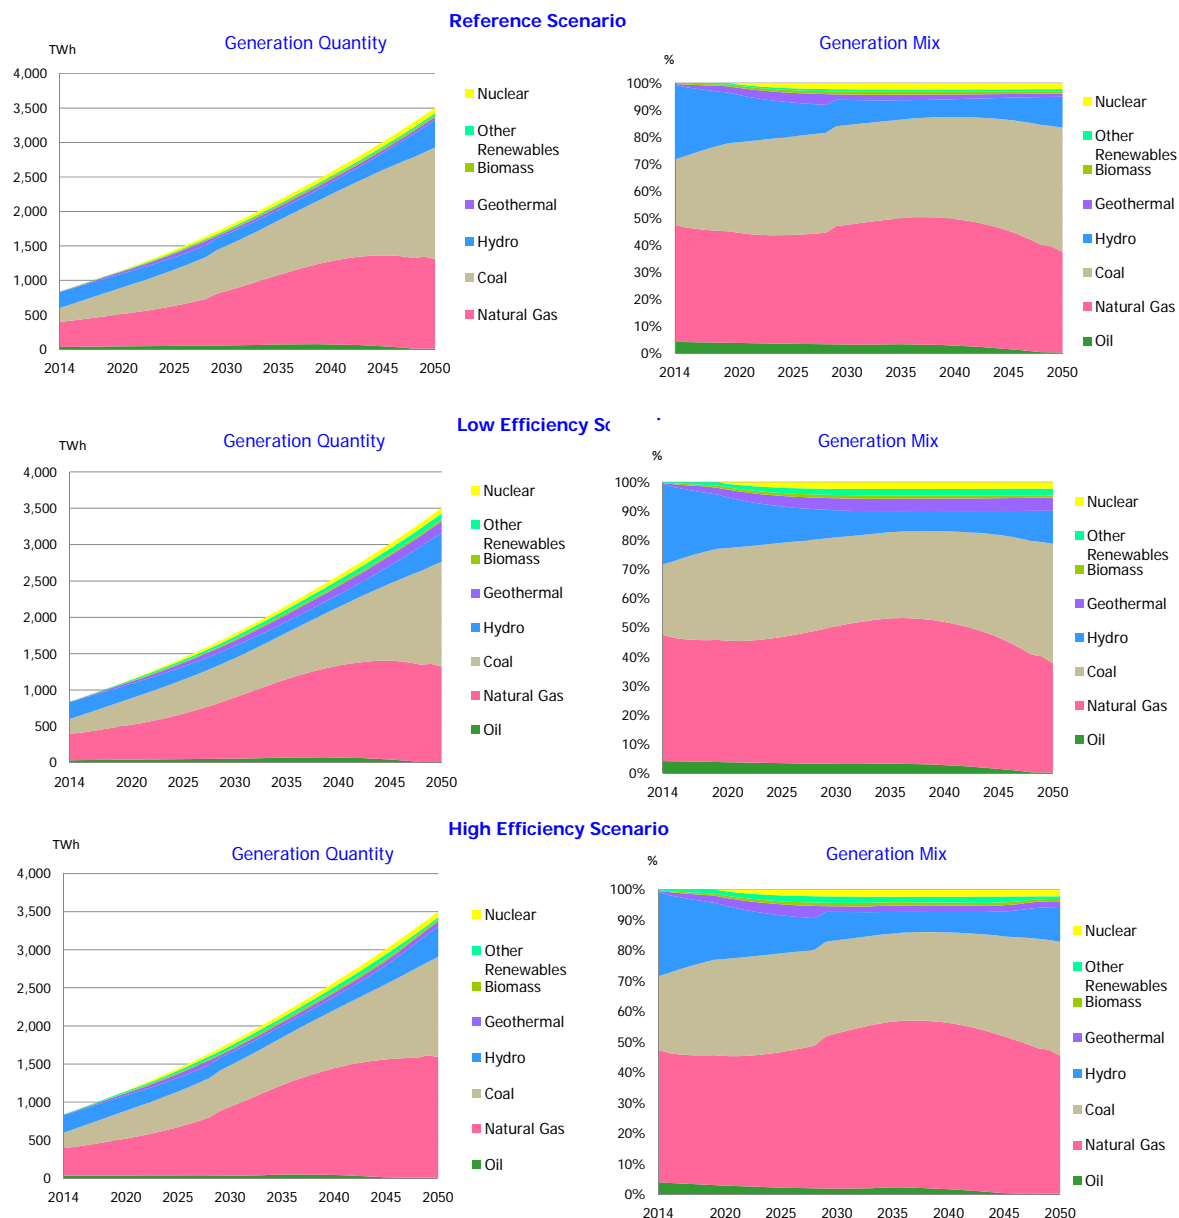 Reference Scenario
Generation Quantity
TWh
4,000
3,500
3,000
2,500
2,000
1,500
1,000
500
0
2014 2020 2025 2030 2035 2040 2045 2050
Nuclear
Other
Renewables
Biomass
Geothermal
Hydro
Coal
Natural Gas
Generation Mix
%
100%
90%
80%
70%
60%
50%
40%
30%
20%
10%
0%
2014 2020 2025 2030 2035 2040 2045 2050
Nuclear
Other
Renewables
Biomass
Geothermal
Hydro
Coal
Natural Gas
Oil
Low Efficiency
Generation Quantity
TWh
4,000
3,500
3,000
2,500
2,000
1,500
1,000
500
0
2014 2020 2025 2030 2035 2040 2045 2050
Nuclear
Other
Renewables
Biomass
Geothermal
Hydro
Coal
Natural Gas
Oil
Generation Mix
%
100%
90%
80%
70%
60%
50%
40%
30%
20%
10%
0%
2014 2020 2025 2030 2035 2040 2045 2050
Nuclear
Other
Renewables
Biomass
Geothermal
Hydro
Coal
Natural Gas
Oil
High Efficiency Scenario
Generation Quantity
TWh
4,000
3,500
3,000
2,500
2,000
1,500
1,000
500
0
2014 2020 2025 2030 2035 2040 2045 2050
Nuclear
Other
Renewables
Biomass
Geothermal
Hydro
Coal
Natural Gas
Oil
Generation Mix
%
100%
90%
80%
70%
60%
50%
40%
30%
20%
10%
0%
2014 2020 2025 2030 2035 2040 2045 2050
Nuclear
Other
Renewables
Biomass
Geothermal
Hydro
Coal
Natural Gas
Oil